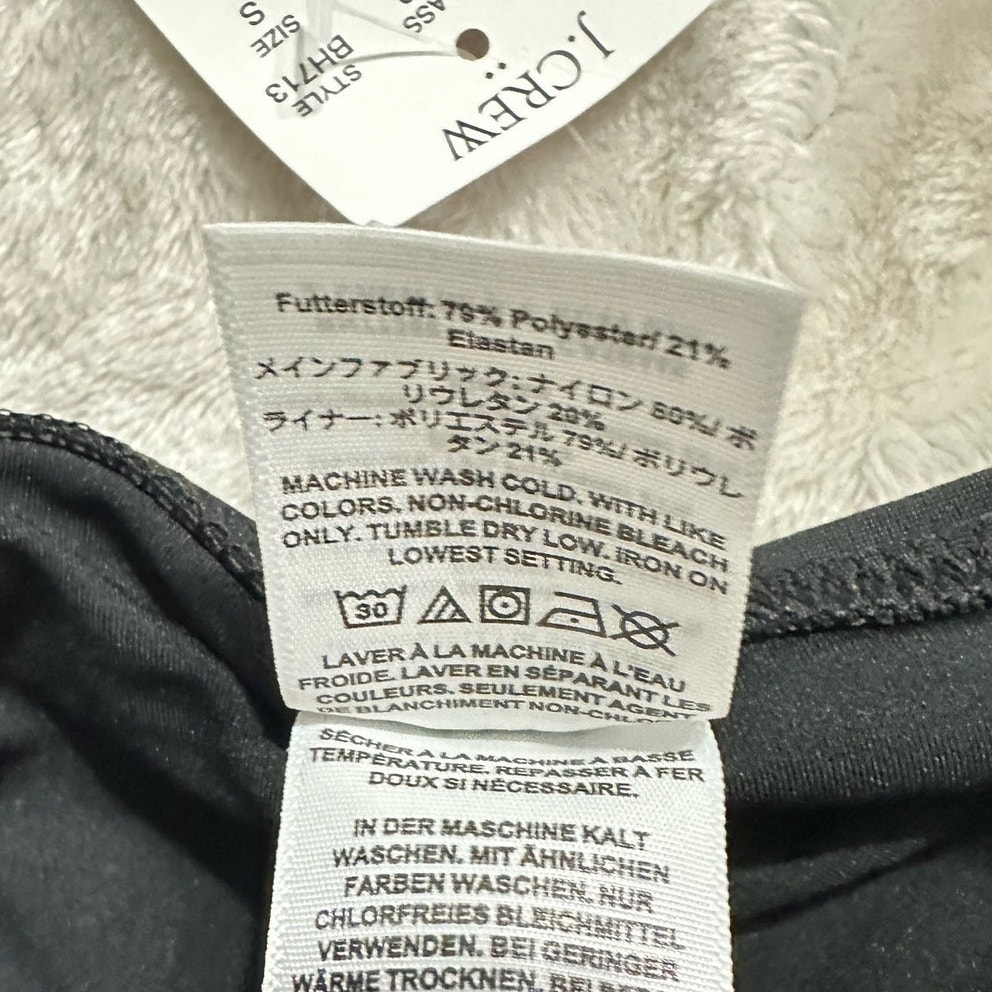 J.CREW
ASS
SIZE
S
STYLE
BH713
Futterstoff: 79% Polyester/ 21%
Elastan
メインファブリック: ナイロン 80%/ ポ
リウレタン 20%
ライナー: ポリエステル 79%/ ポリウレ
タン 21%
MACHINE WASH COLD. WITH LIKE
COLORS. NON-CHLORINE BLEACH
ONLY. TUMBLE DRY LOW. IRON ON
LOWEST SETTING.
30
LAVER À LA MACHINE À L'EAU
FROIDE. LAVER EN SÉPARANT LES
COULEURS. SEULEMENT AGENT
DE BLANCHIMENT NON-CHLO
SÉCHER A LA MACHINE A BASSE
TEMPÉRATURE. REPASSER À FER
DOUX SI NÉCESSAIRE.
IN DER MASCHINE KALT
WASCHEN. MIT ÄHNLICHEN
FARBEN WASCHEN. NUR
CHLORFREIES BLEICHMITTEL
VERWENDEN. BEI GERINGER
WÄRME TROCKNEN.